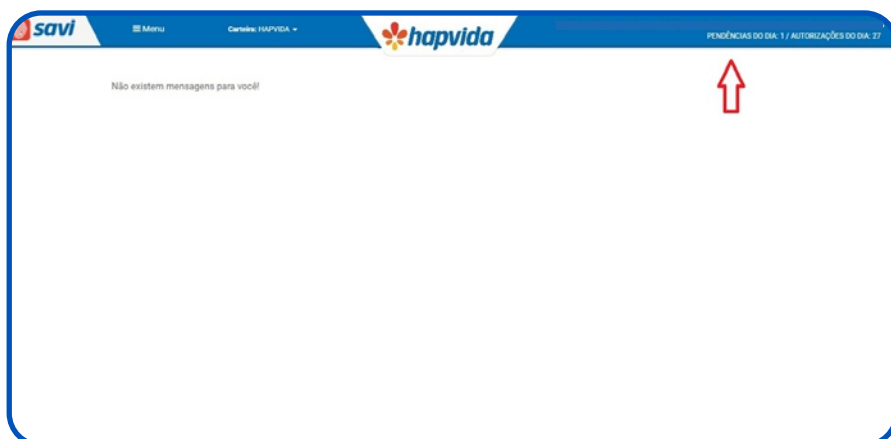 savi
Menu
Carteira: HAPVIDA
hapvida
PENDÊNCIAS DO DIA: 1 / AUTORIZAÇÕES DO DIA: 27
Não existem mensagens para você!